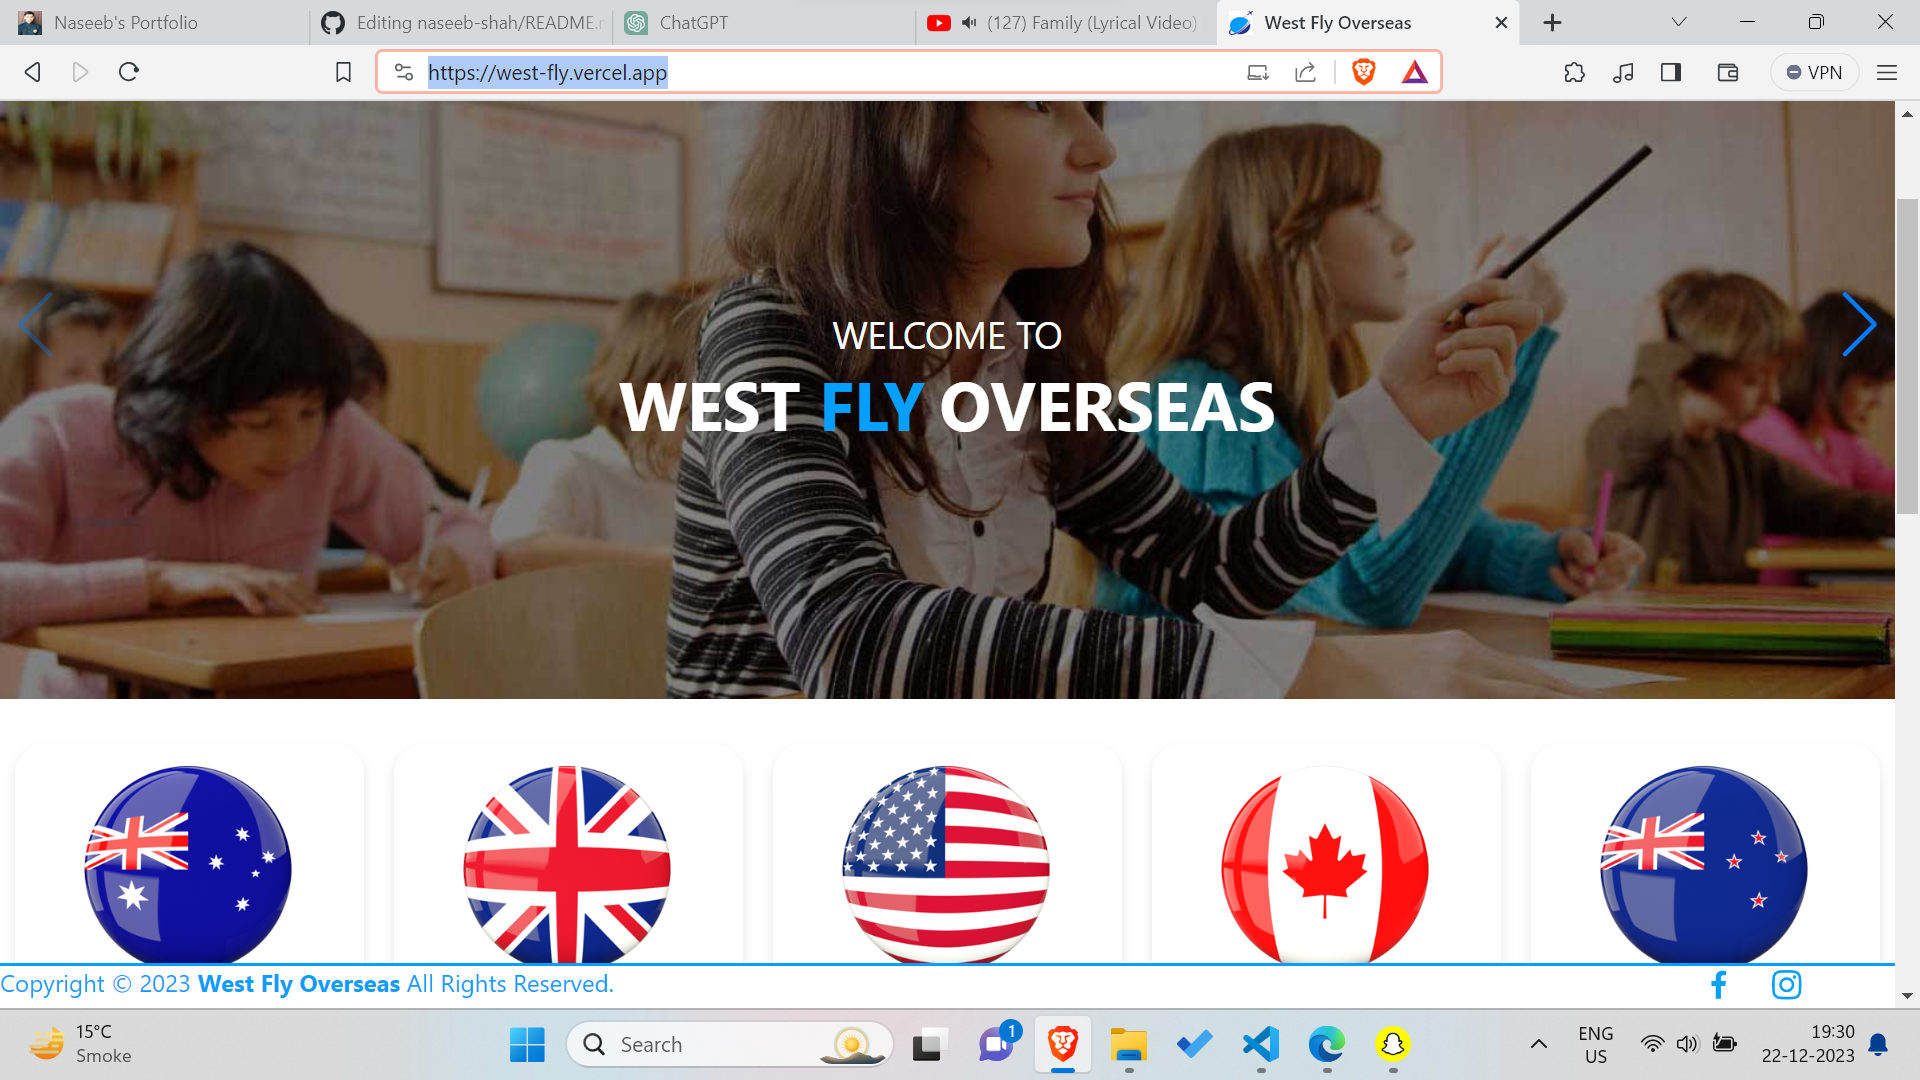 Naseeb's Portfolio
Editing naseeb-shah/README.m
ChatGPT
(127) Family (Lyrical Video)
West Fly Overseas
https://west-fly.vercel.app
VPN
WELCOME TO
WEST FLY OVERSEAS
Copyright © 2023 West Fly Overseas All Rights Reserved.
15°C
Smoke
Search
1
ENG
US
19:30
22-12-2023